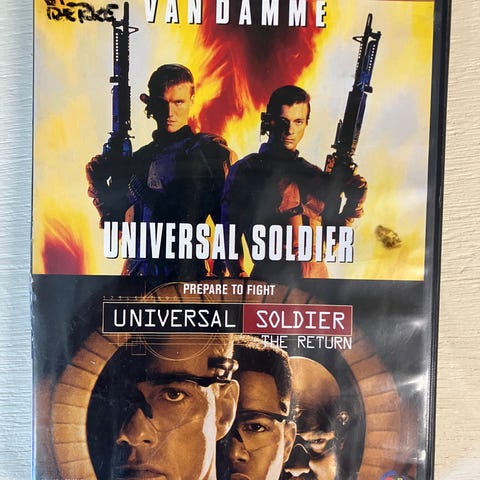 VAN DAMME
UNIVERSAL SOLDIER
PREPARE TO FIGHT
UNIVERSAL SOLDIER
THE RETURN